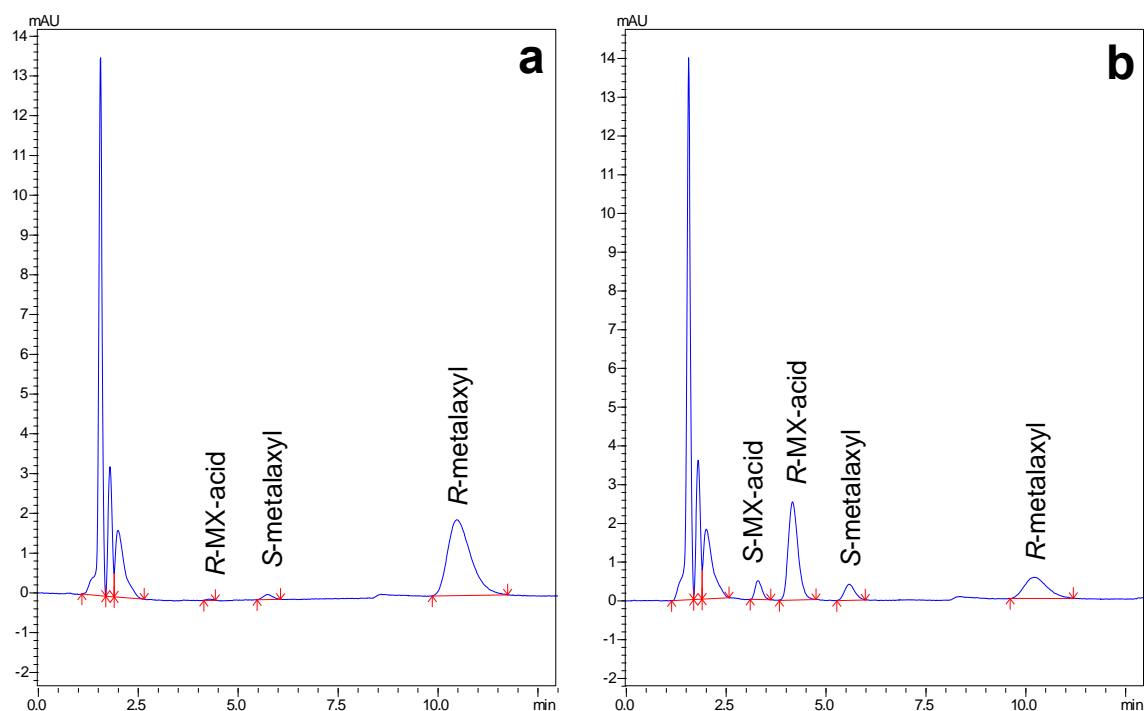 mAU
a
14
13
12
11
10
9
8
7
6
5
4
3
2
1
0
-1
-2
R-MX-acid
S-metalaxyl
R-metalaxyl
0.0 2.5 5.0 7.5 10.0 min
mAU
b
14
13
12
11
10
9
8
7
6
5
4
3
2
1
0
-1
-2
S-MX-acid
R-MX-acid
S-metalaxyl
R-metalaxyl
0.0 2.5 5.0 7.5 10.0 min